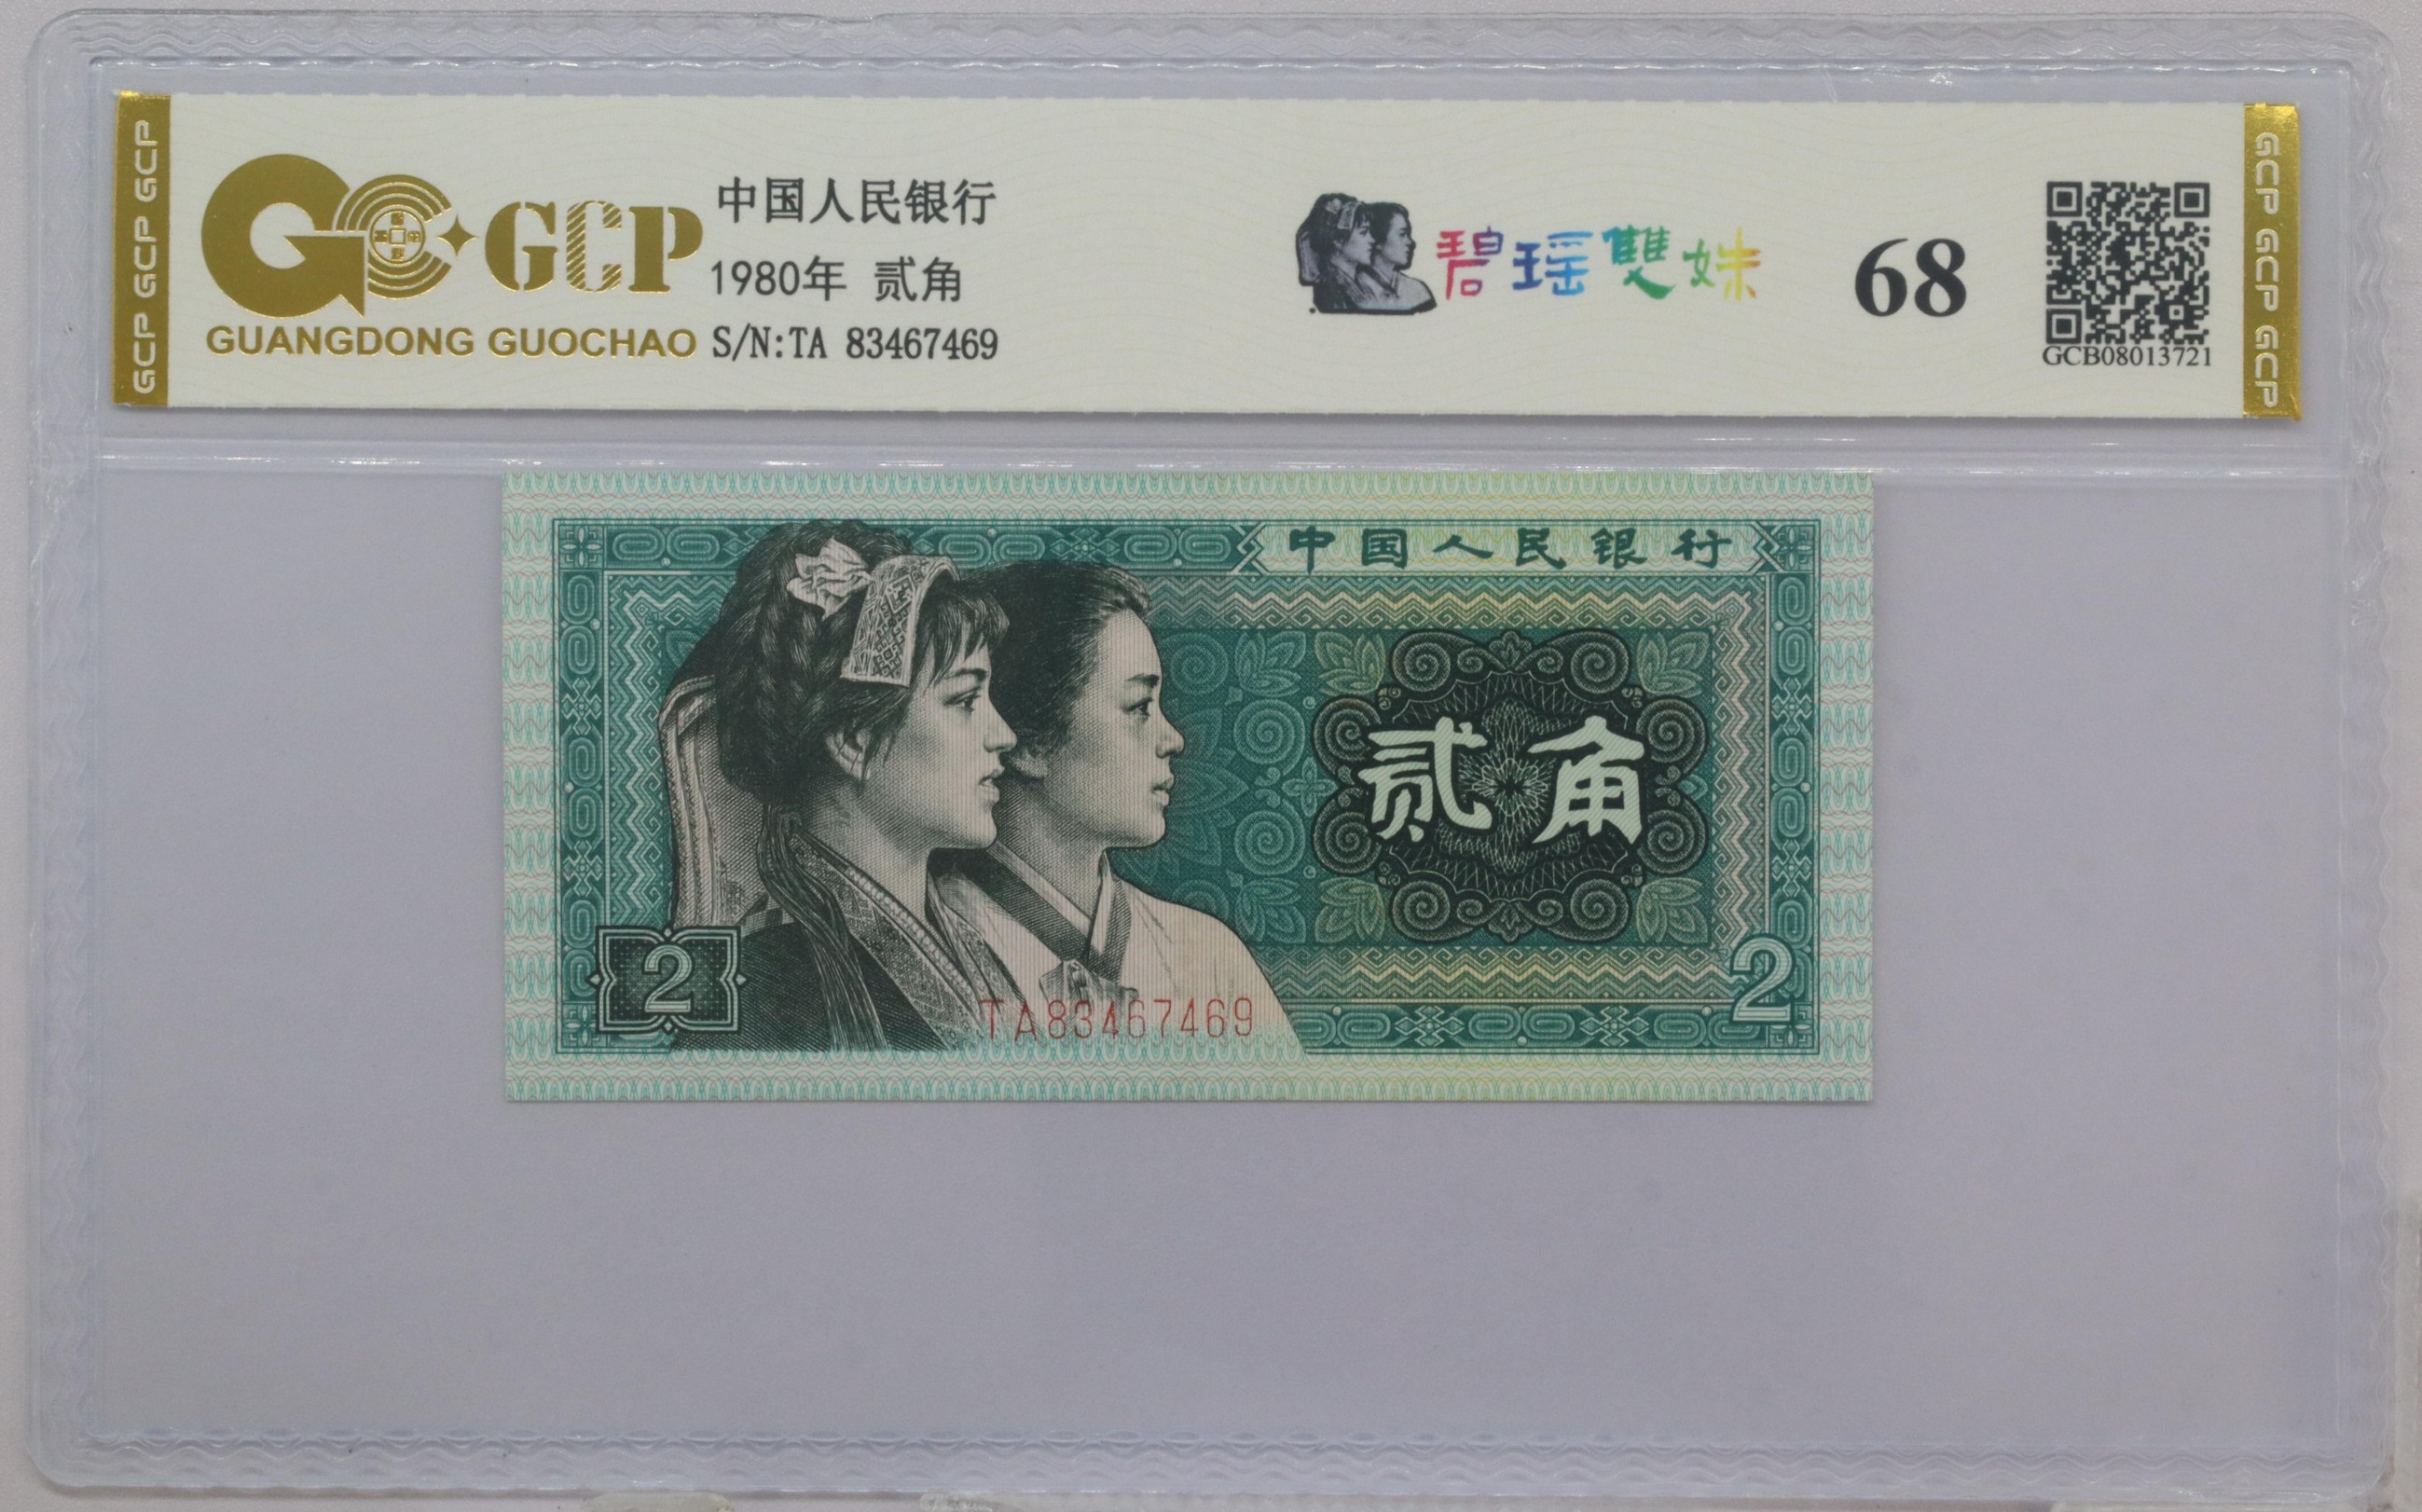 GCP GCP GCP
GCP
GUANGDONG GUOCHAO
中国人民银行
1980年 贰角
S/N:TA 83467469
碧瑶雙妹
68
GCB08013721
GCP GCP GCP
中国人民银行
贰角
2
2
TA83467469